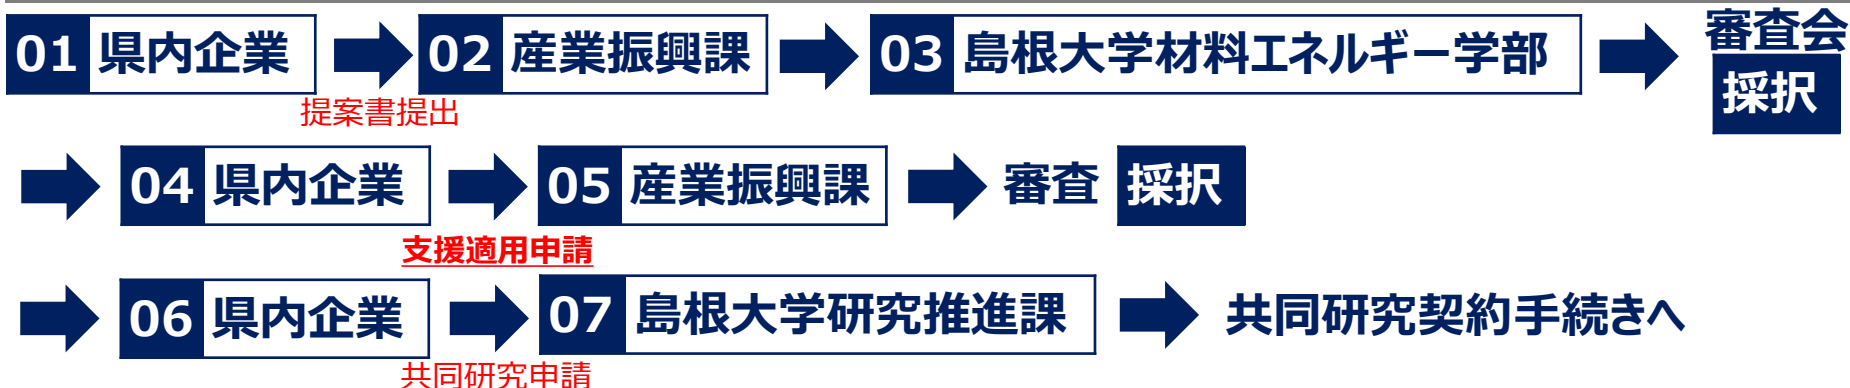 01 県内企業 02 産業振興課 03 島根大学材料エネルギー学部 審査会
採択
提案書提出
04 県内企業 05 産業振興課 審査 採択
支援適用申請
06 県内企業 07 島根大学研究推進課 共同研究契約手続きへ
共同研究申請